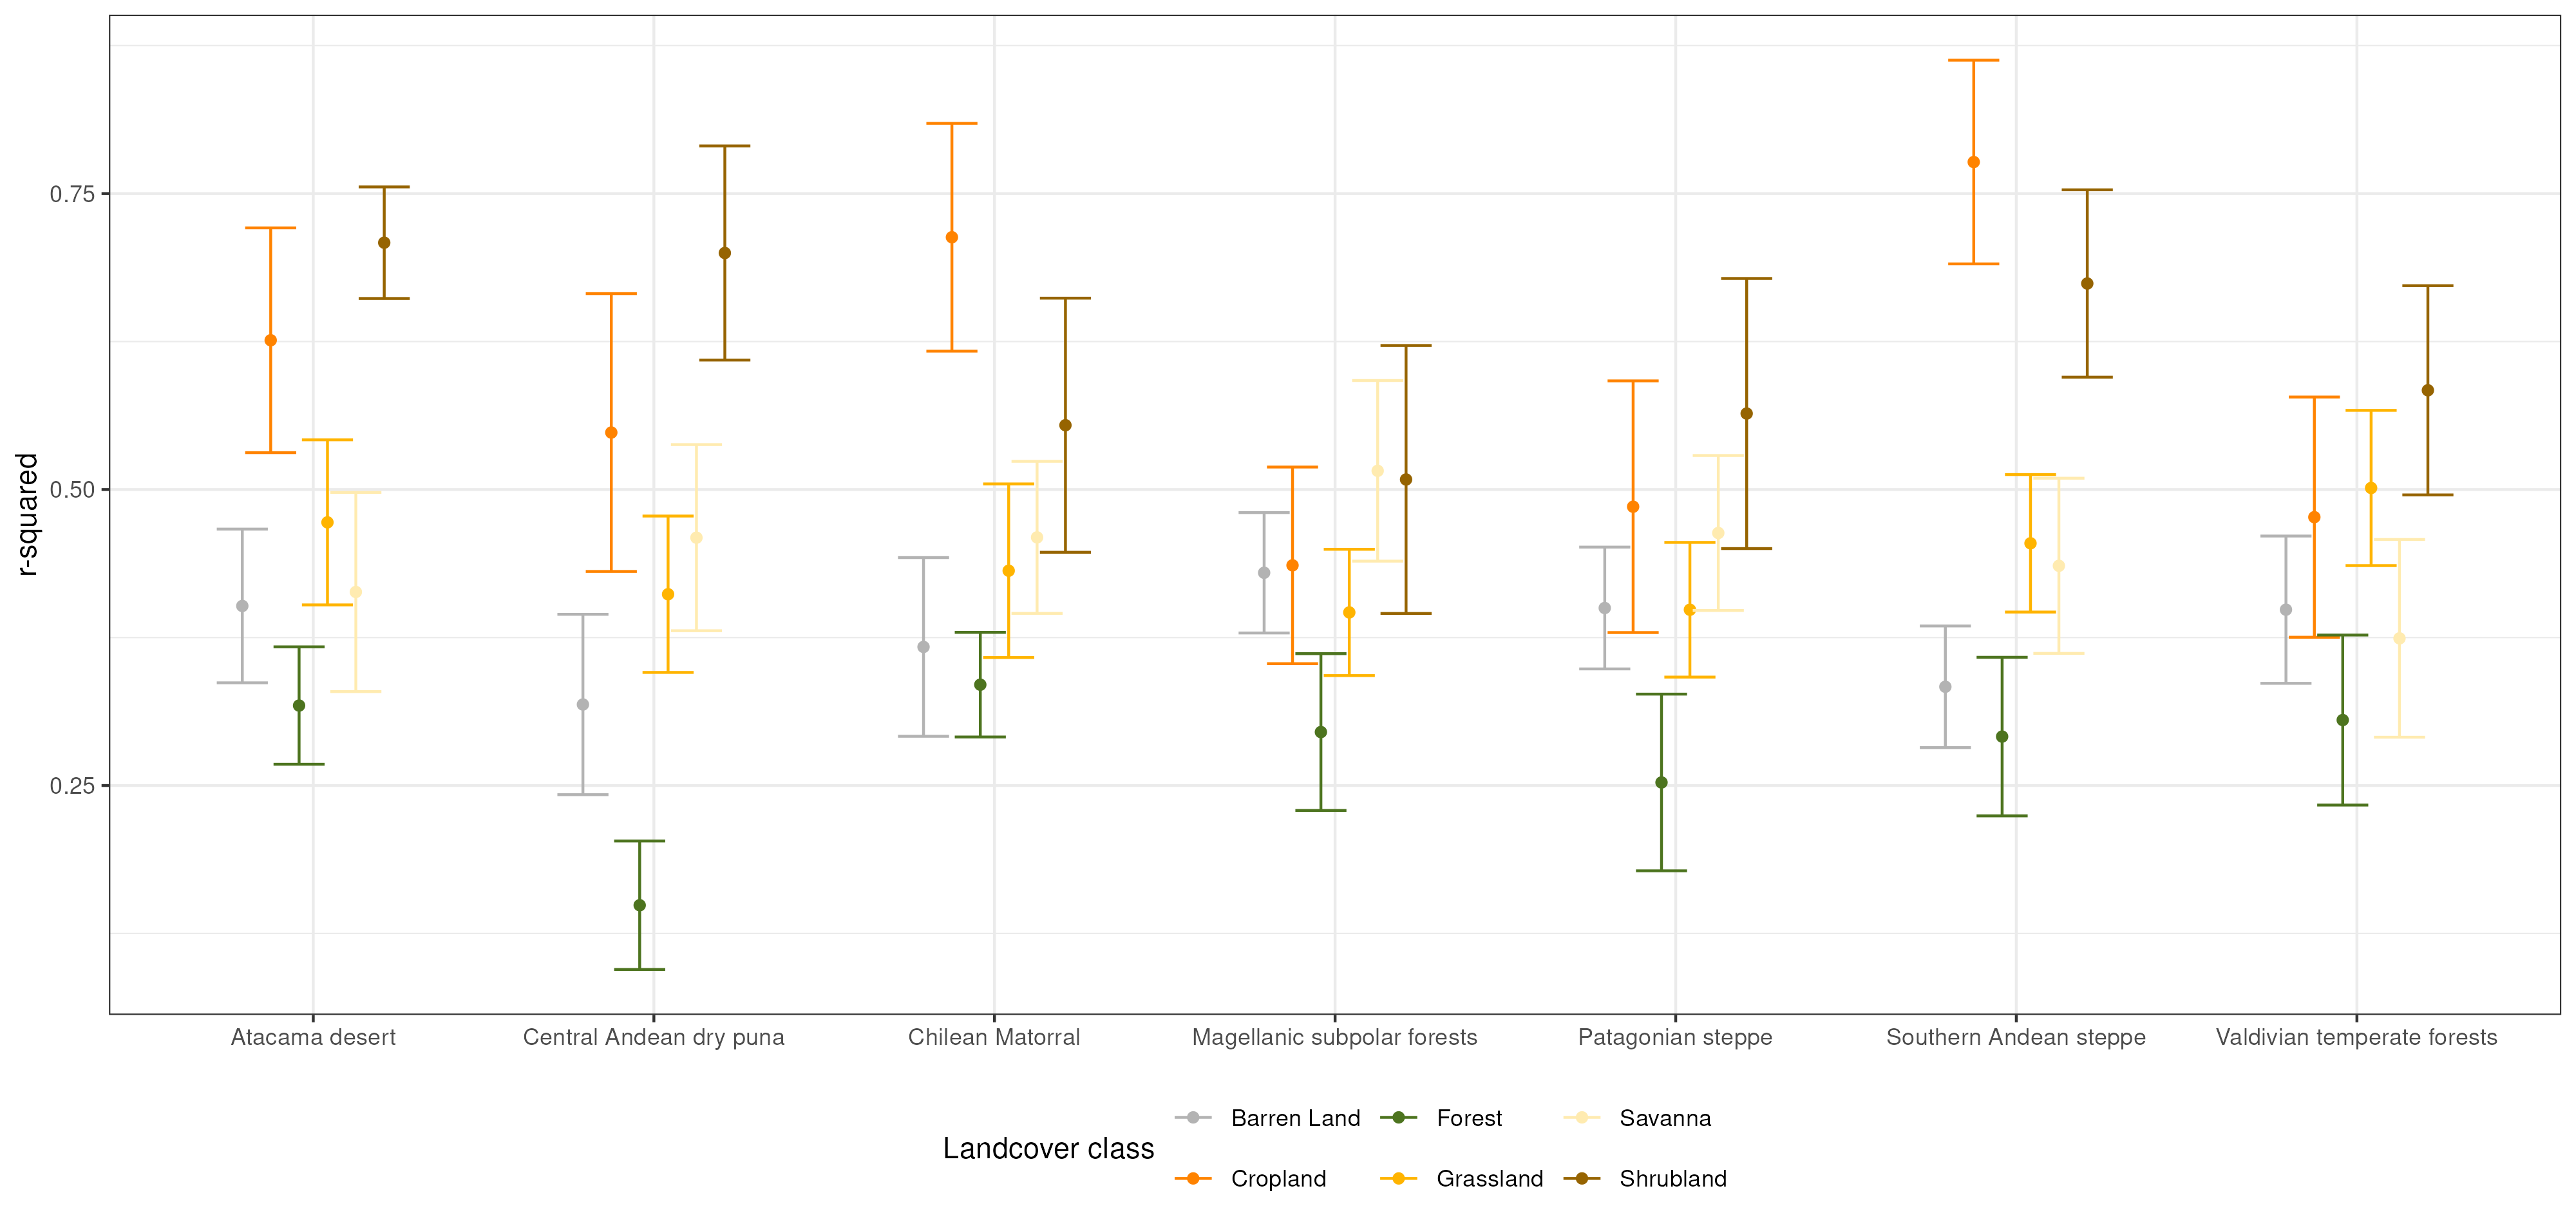 0.75
0.50
0.25
r-squared
Atacama desert
Central Andean dry puna
Chilean Matorral
Magellanic subpolar forests
Patagonian steppe
Southern Andean steppe
Valdivian temperate forests
Landcover class
Barren Land
Forest
Savanna
Cropland
Grassland
Shrubland